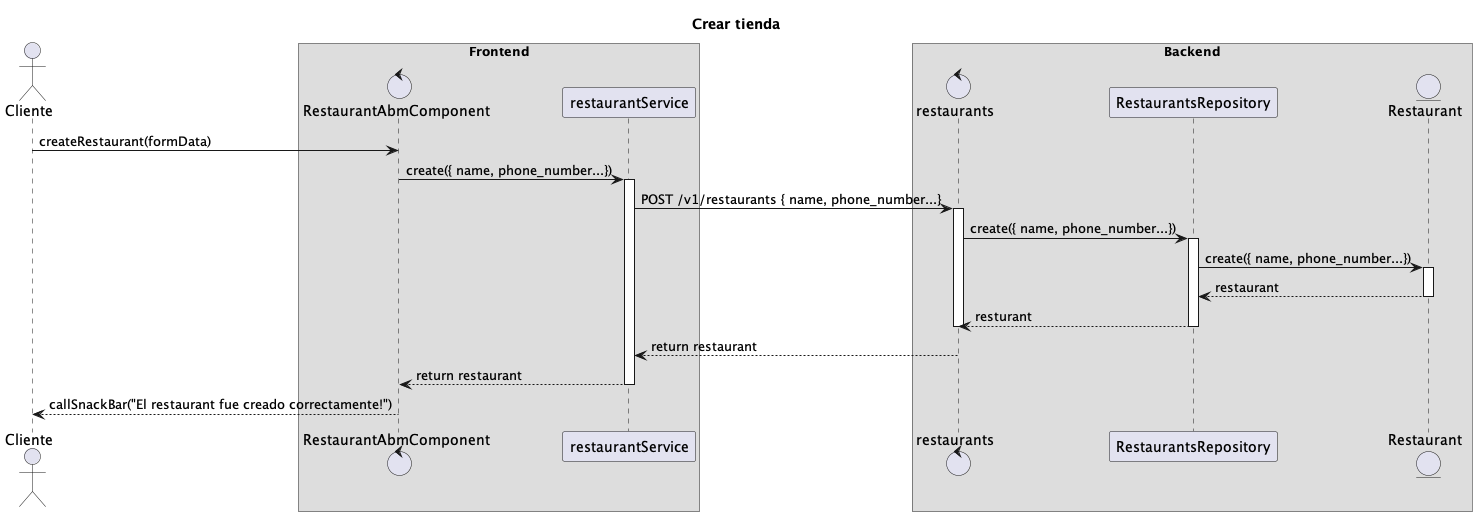 Crear tienda
Frontend
Backend
Cliente
RestaurantAbmComponent
restaurantService
restaurants
RestaurantsRepository
Restaurant
createRestaurant(formData)
create({ name, phone_number...})
POST /v1/restaurants { name, phone_number...}
create({ name, phone_number...})
create({ name, phone_number...})
restaurant
resturant
return restaurant
return restaurant
callSnackBar("El restaurant fue creado correctamente!")
Cliente
RestaurantAbmComponent
restaurantService
restaurants
RestaurantsRepository
Restaurant